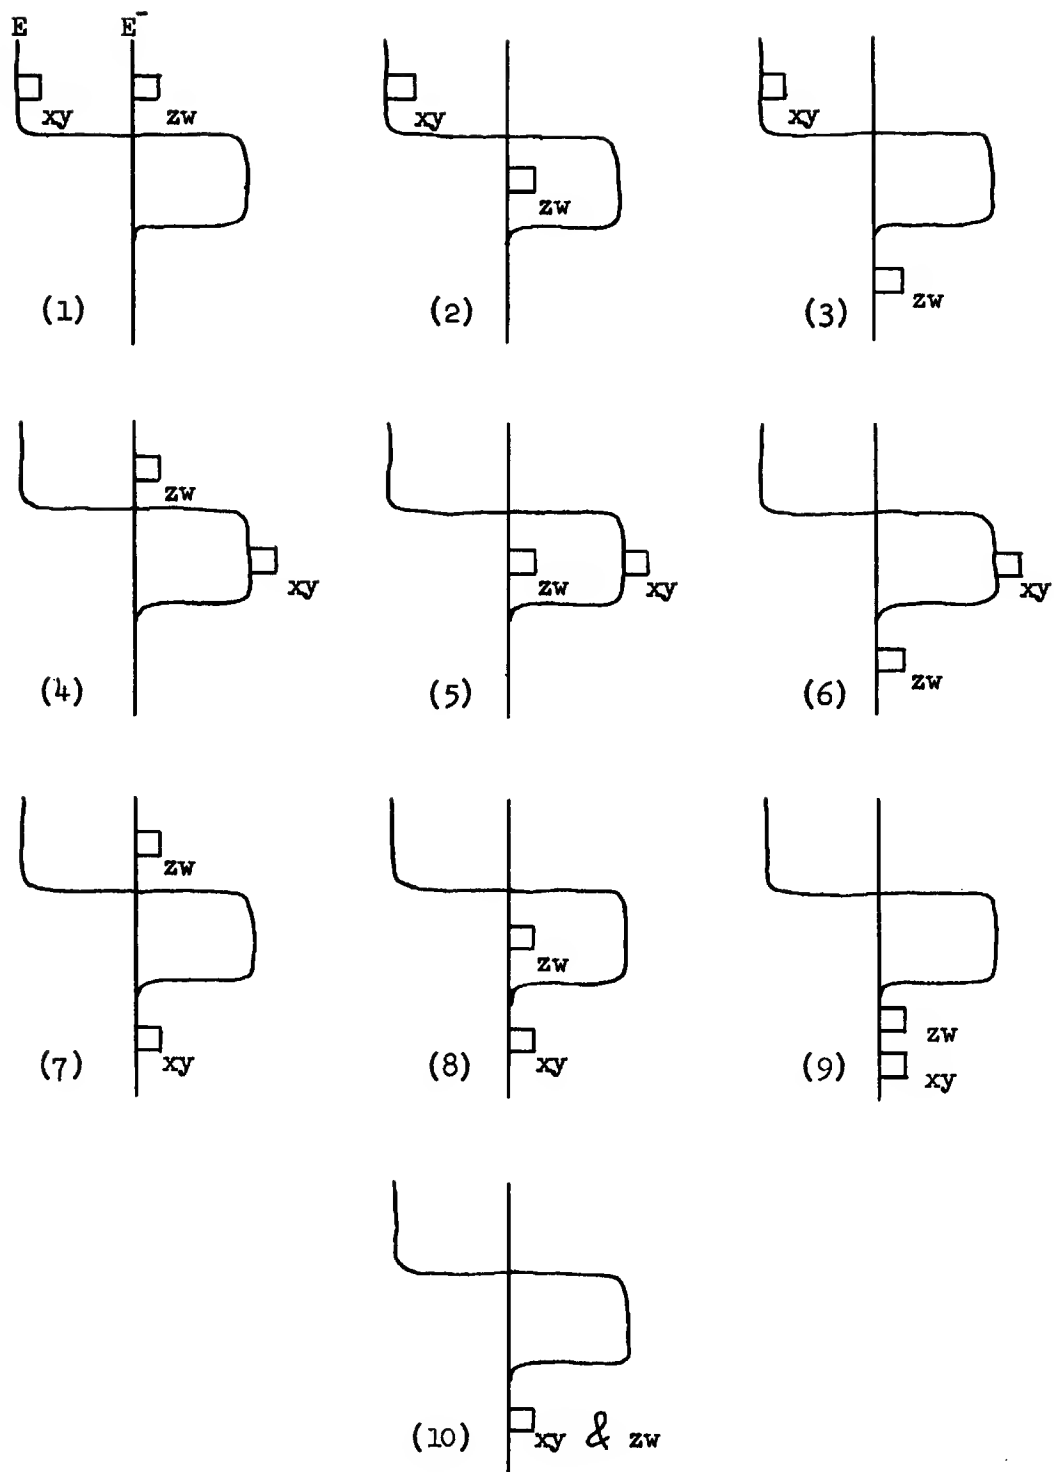 E E⁻
xy zw
(1)
xy
zw
(2)
xy
zw
(3)
zw
xy
(4)
zw xy
(5)
xy
zw
(6)
zw
xy
(7)
zw
xy
(8)
zw
xy
(9)
(10) xy & zw